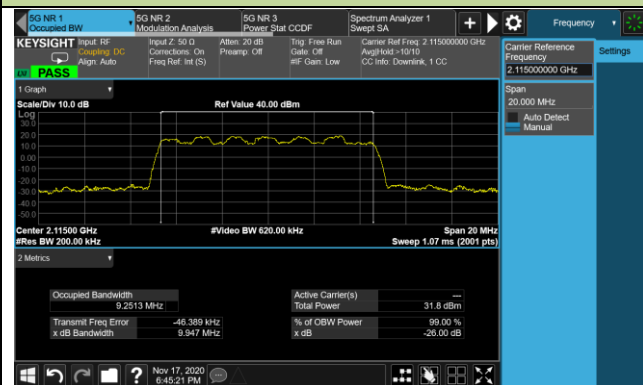 5G NR 1
Occupied BW
5G NR 2
Modulation Analysis
5G NR 3
Power Stat CCDF
Spectrum Analyzer 1
Swept SA
Frequency
KEYSIGHT
Input: RF
Coupling: DC
Align: Auto
Input Z: 50 Ω
Corrections: On
Freq Ref: Int (S)
Atten: 20 dB
Preamp: Off
Trig: Free Run
Gate: Off
#IF Gain: Low
Carrier Ref Freq: 2.115000000 GHz
Avg|Hold:>10/10
CC Info: Downlink, 1 CC
PASS
1 Graph
Scale/Div 10.0 dB
Ref Value 40.00 dBm
Log
30.0
20.0
10.0
0.00
-10.0
-20.0
-30.0
-40.0
-50.0
Center 2.11500 GHz
#Video BW 620.00 kHz
Span 20 MHz
#Res BW 200.00 kHz
Sweep 1.07 ms (2001 pts)
2 Metrics
Occupied Bandwidth
9.2513 MHz
Active Carrier(s)
---
Total Power
31.8 dBm
Transmit Freq Error
-46.389 kHz
% of OBW Power
99.00 %
x dB Bandwidth
9.947 MHz
x dB
-26.00 dB
Carrier Reference
Frequency
2.115000000 GHz
Span
20.000 MHz
Auto Detect
Manual
Settings
Nov 17, 2020
6:45:21 PM